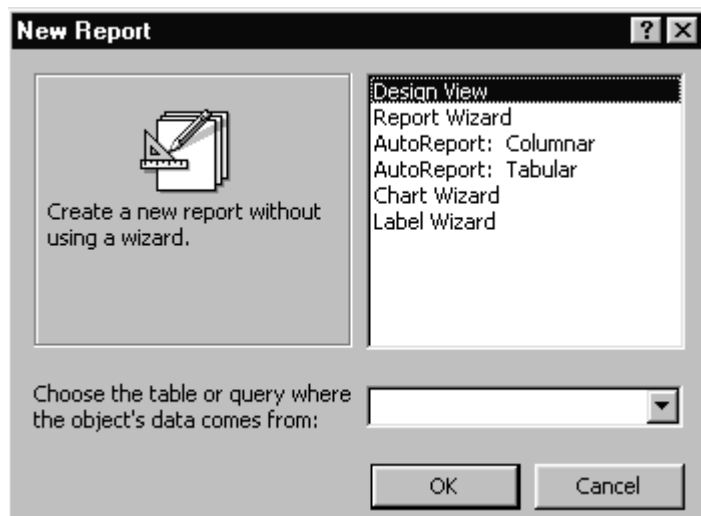 New Report
Create a new report without
using a wizard.
Design View
Report Wizard
AutoReport: Columnar
AutoReport: Tabular
Chart Wizard
Label Wizard
Choose the table or query where
the object's data comes from:
OK
Cancel